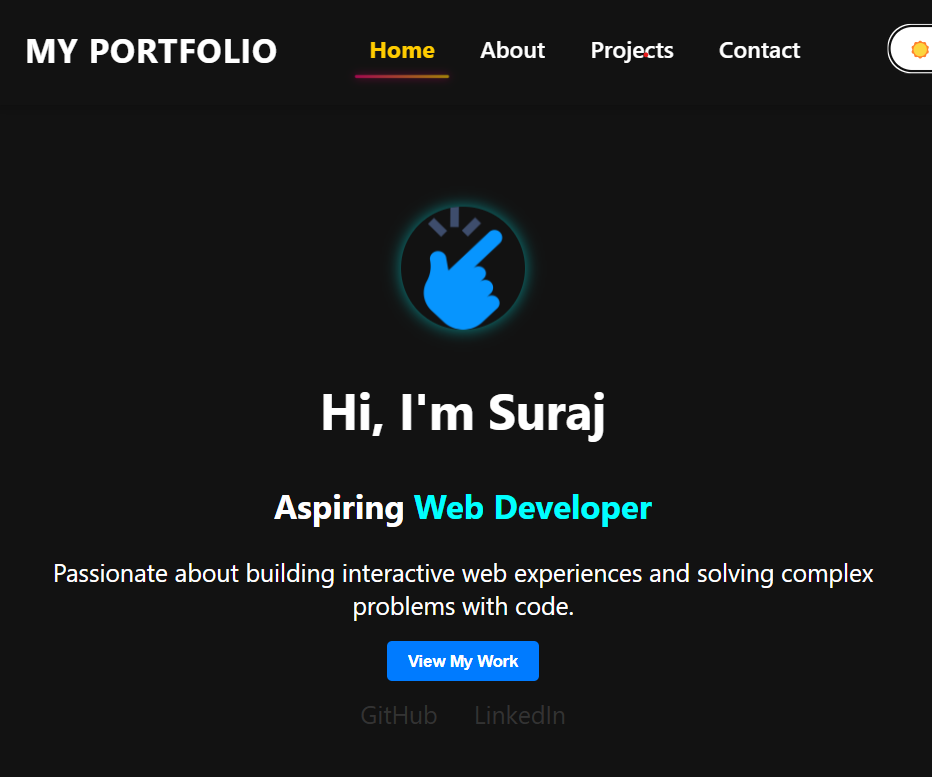 MY PORTFOLIO
Home About Projects Contact
Hi, I'm Suraj
Aspiring Web Developer
Passionate about building interactive web experiences and solving complex
problems with code.
View My Work
GitHub LinkedIn